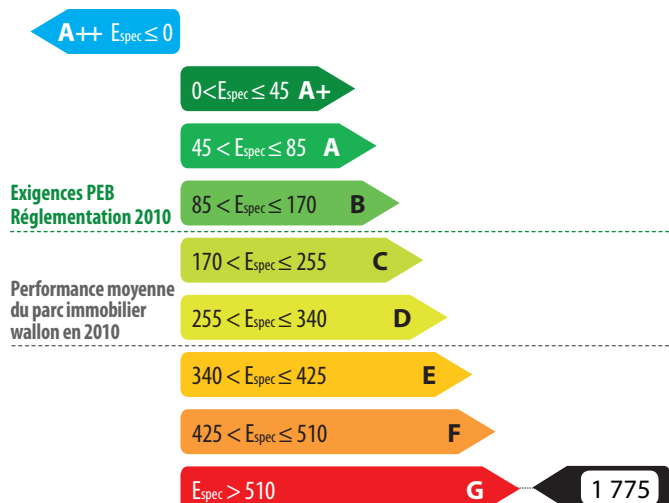 A++ Espec ≤ 0
0<Espec ≤ 45 A+
45 < Espec ≤ 85 A
Exigences PEB
Réglementation 2010
85 < Espec ≤ 170 B
170 < Espec ≤ 255 C
Performance moyenne
du parc immobilier
wallon en 2010
255 < Espec ≤ 340 D
340 < Espec ≤ 425 E
425 < Espec ≤ 510 F
Espec > 510 G
1 775